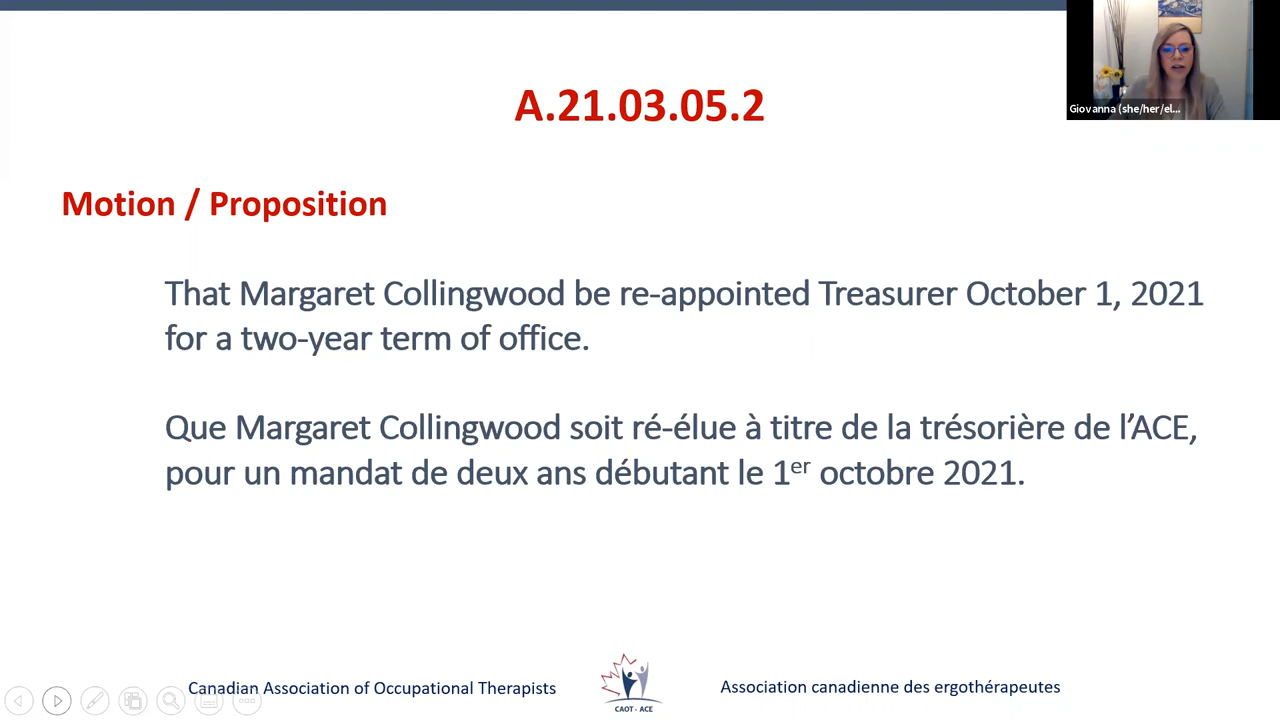 A.21.03.05.2
Giovanna (she/her/el...
Motion / Proposition
That Margaret Collingwood be re-appointed Treasurer October 1, 2021
for a two-year term of office.
Que Margaret Collingwood soit ré-élue à titre de la trésorière de l’ACE,
pour un mandat de deux ans débutant le 1er octobre 2021.
Canadian Association of Occupational Therapists
CAOT - ACE
Association canadienne des ergothérapeutes